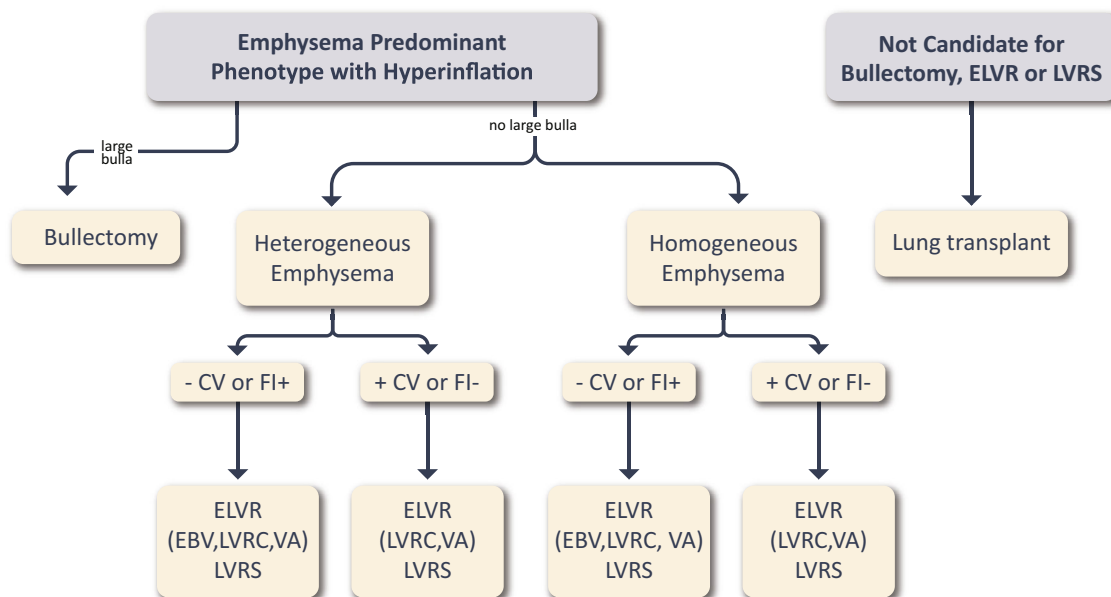 Emphysema Predominant
Phenotype with Hyperinflation
Not Candidate for
Bullectomy, ELVR or LVRS
large
bulla
no large bulla
Bullectomy
Heterogeneous
Emphysema
Homogeneous
Emphysema
Lung transplant
- CV or FI+
+ CV or FI-
- CV or FI+
+ CV or FI-
ELVR
(EBV,LVRC,VA)
LVRS
ELVR
(LVRC,VA)
LVRS
ELVR
(EBV,LVRC, VA)
LVRS
ELVR
(LVRC,VA)
LVRS